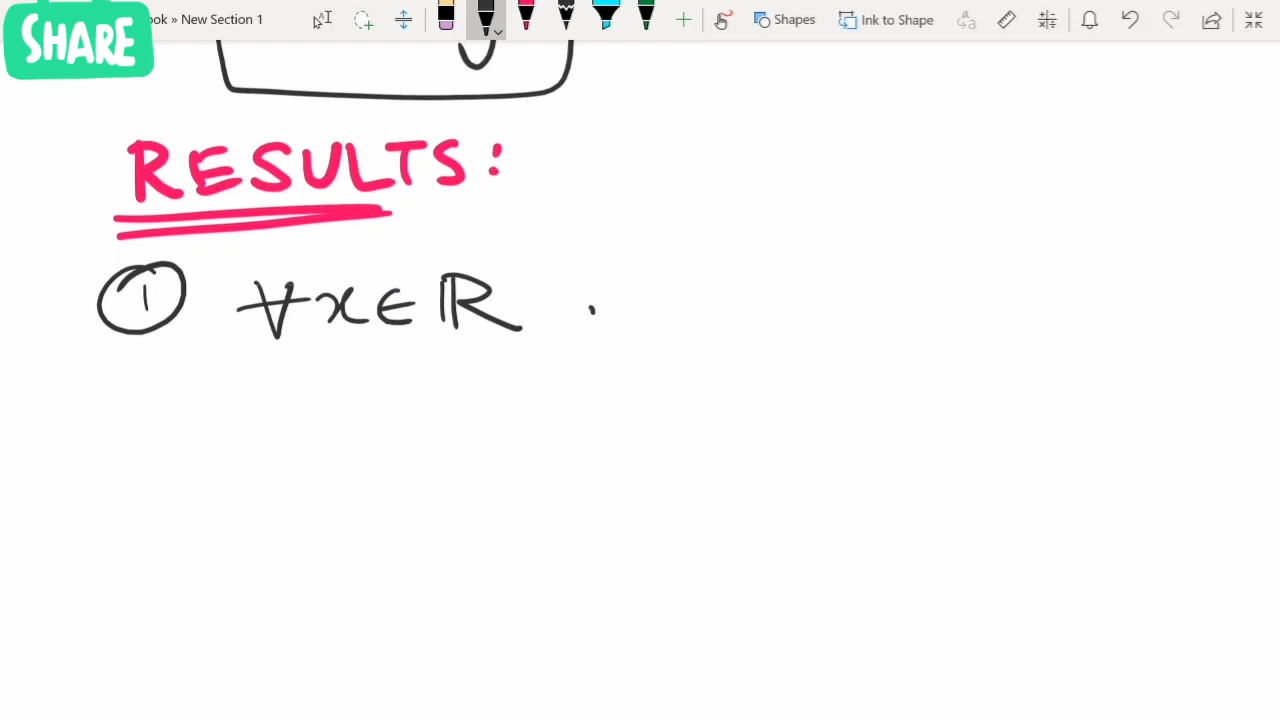 SHARE
ook » New Section 1
Shapes
Ink to Shape
RESULTS:
① ∀x∈ℝ .